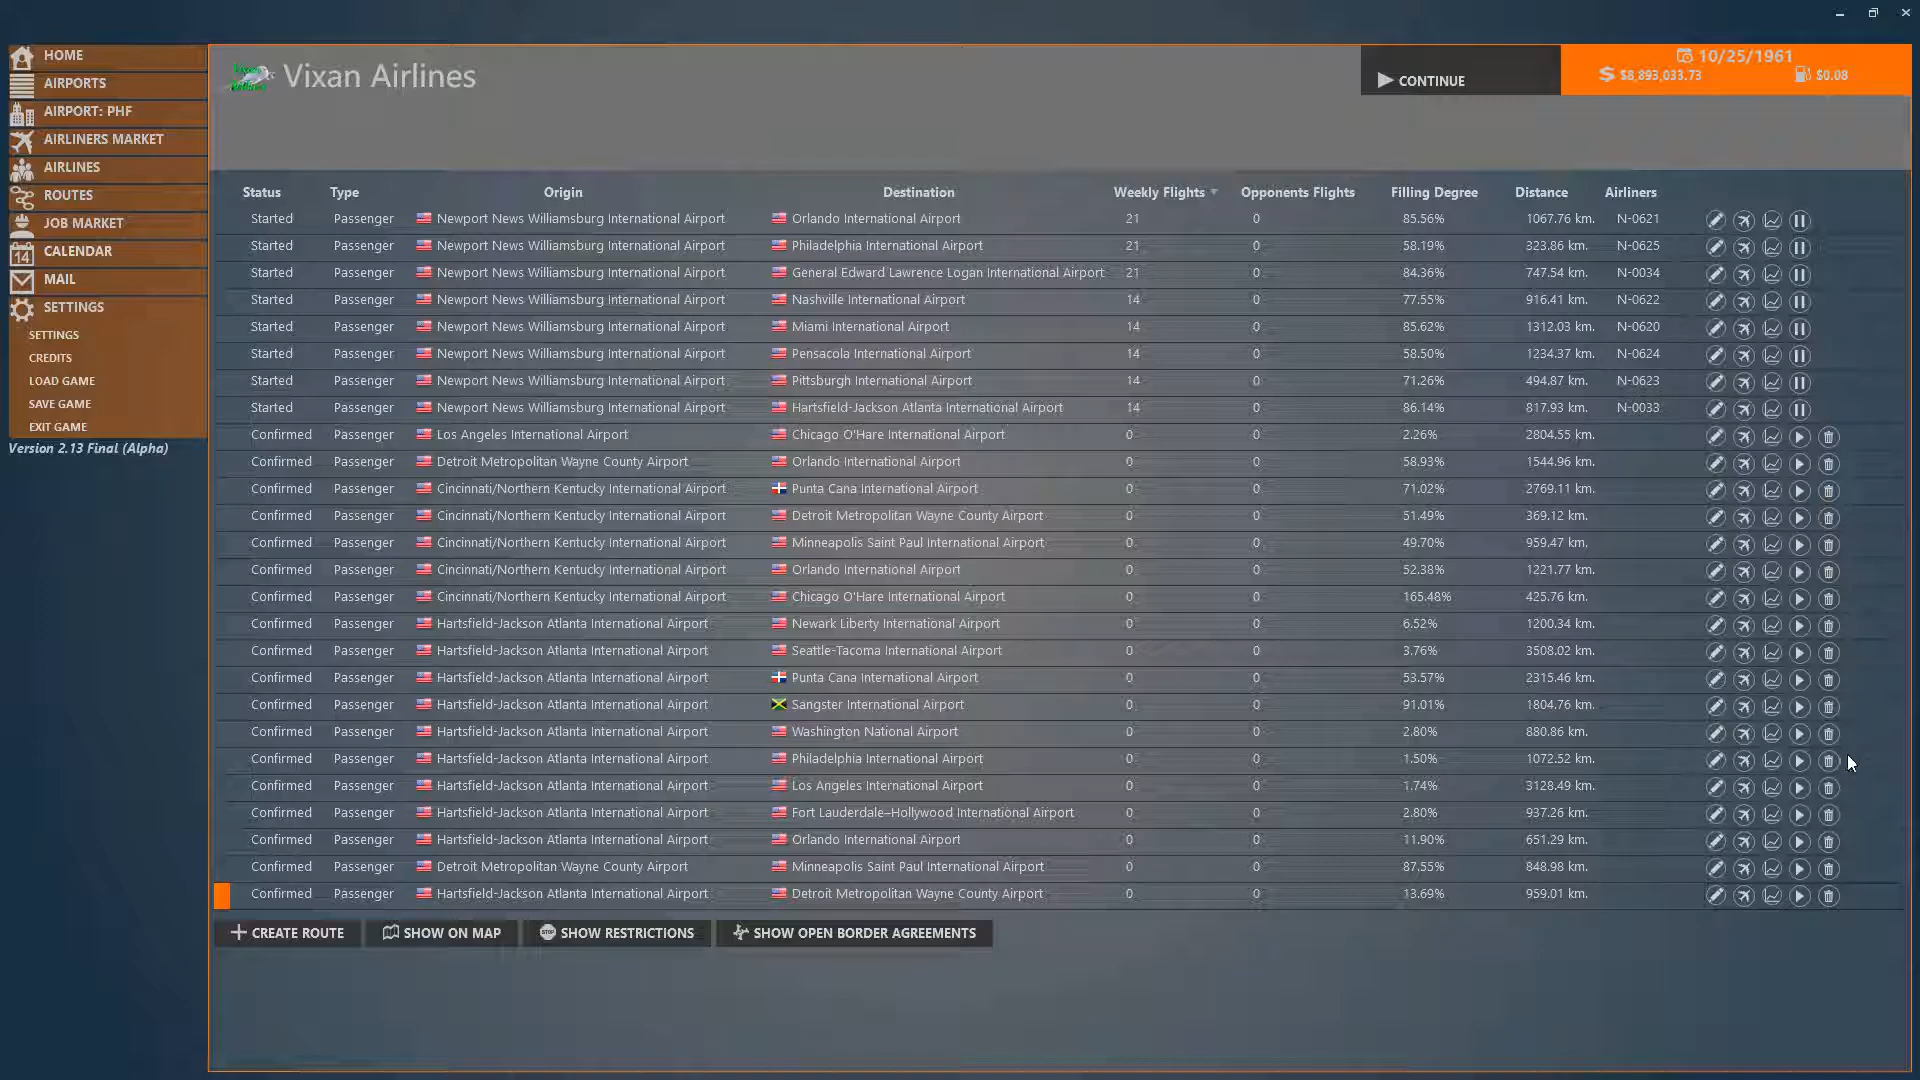 HOME
AIRPORTS
AIRPORT: PHF
AIRLINERS MARKET
AIRLINES
ROUTES
JOB MARKET
14 CALENDAR
MAIL
SETTINGS
SETTINGS
CREDITS
LOAD GAME
SAVE GAME
EXIT GAME
Version 2.13 Final (Alpha)
Vixan Airlines
CONTINUE
10/25/1961
$8,893,033.73 $0.08
Status Type Origin Destination Weekly Flights Opponents Flights Filling Degree Distance Airliners
Started Passenger Newport News Williamsburg International Airport Orlando International Airport 21 0 85.56% 1067.76 km. N-0621
Started Passenger Newport News Williamsburg International Airport Philadelphia International Airport 21 0 58.19% 323.86 km. N-0625
Started Passenger Newport News Williamsburg International Airport General Edward Lawrence Logan International Airport 21 0 84.36% 747.54 km. N-0034
Started Passenger Newport News Williamsburg International Airport Nashville International Airport 14 0 77.55% 916.41 km. N-0622
Started Passenger Newport News Williamsburg International Airport Miami International Airport 14 0 85.62% 1312.03 km. N-0620
Started Passenger Newport News Williamsburg International Airport Pensacola International Airport 14 0 58.50% 1234.37 km. N-0624
Started Passenger Newport News Williamsburg International Airport Pittsburgh International Airport 14 0 71.26% 494.87 km. N-0623
Started Passenger Newport News Williamsburg International Airport Hartsfield-Jackson Atlanta International Airport 14 0 86.14% 817.93 km. N-0033
Confirmed Passenger Los Angeles International Airport Chicago O'Hare International Airport 0 0 2.26% 2804.55 km.
Confirmed Passenger Detroit Metropolitan Wayne County Airport Orlando International Airport 0 0 58.93% 1544.96 km.
Confirmed Passenger Cincinnati/Northern Kentucky International Airport Punta Cana International Airport 0 0 71.02% 2769.11 km.
Confirmed Passenger Cincinnati/Northern Kentucky International Airport Detroit Metropolitan Wayne County Airport 0 0 51.49% 369.12 km.
Confirmed Passenger Cincinnati/Northern Kentucky International Airport Minneapolis Saint Paul International Airport 0 0 49.70% 959.47 km.
Confirmed Passenger Cincinnati/Northern Kentucky International Airport Orlando International Airport 0 0 52.38% 1221.77 km.
Confirmed Passenger Cincinnati/Northern Kentucky International Airport Chicago O'Hare International Airport 0 0 165.48% 425.76 km.
Confirmed Passenger Hartsfield-Jackson Atlanta International Airport Newark Liberty International Airport 0 0 6.52% 1200.34 km.
Confirmed Passenger Hartsfield-Jackson Atlanta International Airport Seattle-Tacoma International Airport 0 0 3.76% 3508.02 km.
Confirmed Passenger Hartsfield-Jackson Atlanta International Airport Punta Cana International Airport 0 0 53.57% 2315.46 km.
Confirmed Passenger Hartsfield-Jackson Atlanta International Airport Sangster International Airport 0 0 91.01% 1804.76 km.
Confirmed Passenger Hartsfield-Jackson Atlanta International Airport Washington National Airport 0 0 2.80% 880.86 km.
Confirmed Passenger Hartsfield-Jackson Atlanta International Airport Philadelphia International Airport 0 0 1.50% 1072.52 km.
Confirmed Passenger Hartsfield-Jackson Atlanta International Airport Los Angeles International Airport 0 0 1.74% 3128.49 km.
Confirmed Passenger Hartsfield-Jackson Atlanta International Airport Fort Lauderdale–Hollywood International Airport 0 0 2.80% 937.26 km.
Confirmed Passenger Hartsfield-Jackson Atlanta International Airport Orlando International Airport 0 0 11.90% 651.29 km.
Confirmed Passenger Detroit Metropolitan Wayne County Airport Minneapolis Saint Paul International Airport 0 0 87.55% 848.98 km.
Confirmed Passenger Hartsfield-Jackson Atlanta International Airport Detroit Metropolitan Wayne County Airport 0 0 13.69% 959.01 km.
CREATE ROUTE SHOW ON MAP STOP SHOW RESTRICTIONS SHOW OPEN BORDER AGREEMENTS